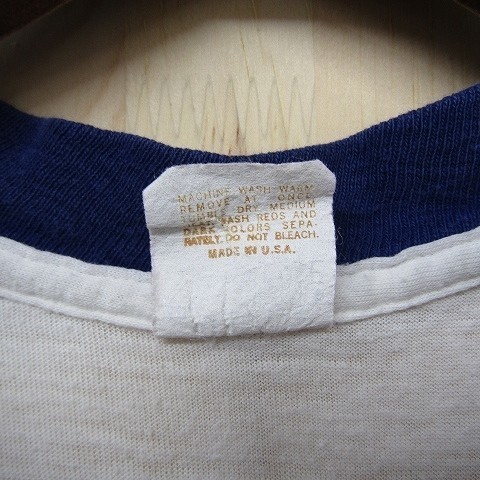 MACHINE WASH WARM
REMOVE AT ONCE
TUMBLE DRY MEDIUM
WASH REDS AND
DARK COLORS SEPA-
RATELY. DO NOT BLEACH.
MADE IN U.S.A.